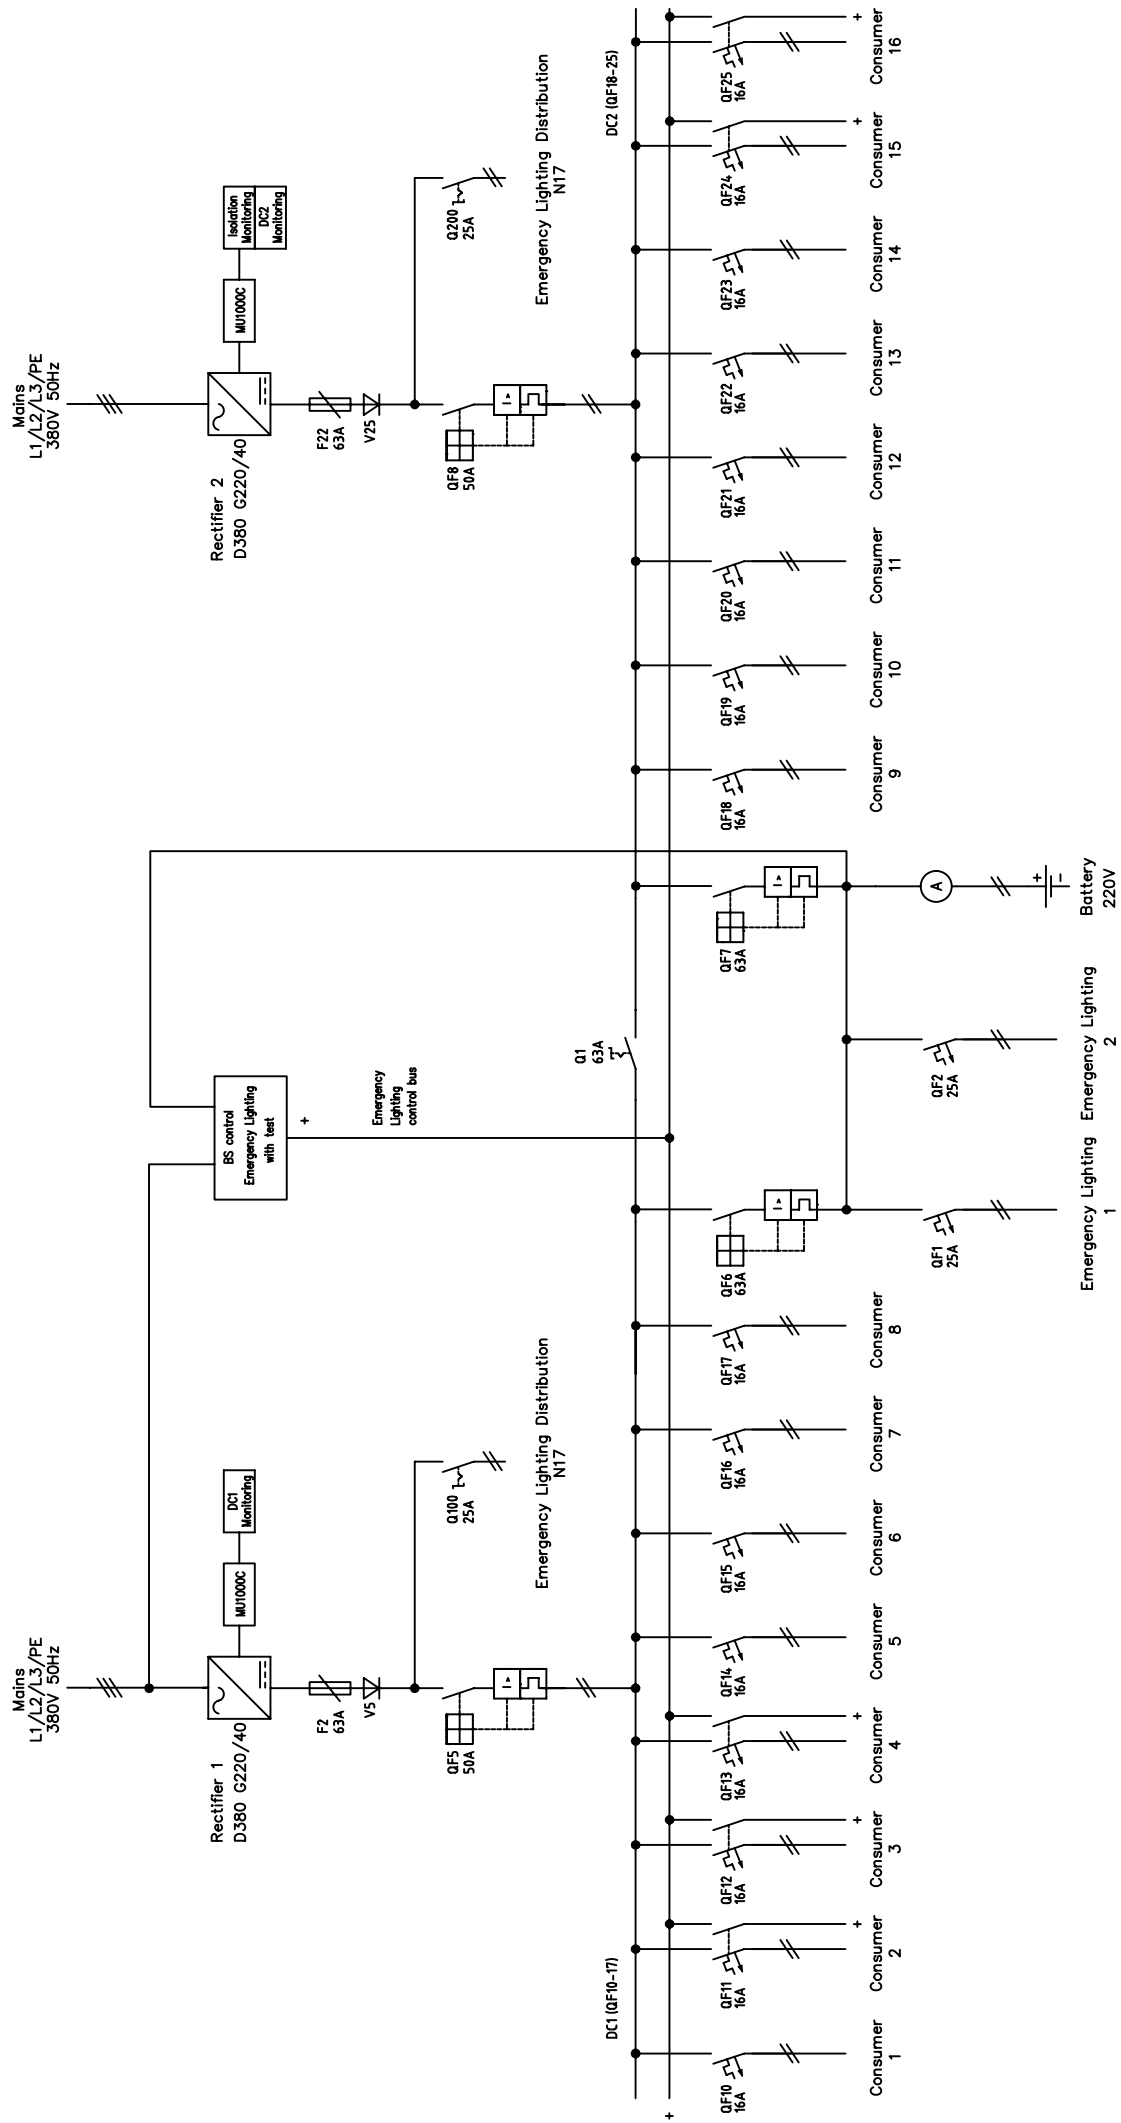 Mains
L1/L2/L3/PE
380V 50Hz
Rectifier 1
D380 G220/40
MU1000C
DC1
Monitoring
F2
63A
V5
QF5
50A
Q100
25A
Emergency Lighting Distribution
N17
BS control
Emergency Lighting
with test
+
Emergency
Lighting
control bus
Mains
L1/L2/L3/PE
380V 50Hz
Rectifier 2
D380 G220/40
MU1000C
Isolation
Monitoring
DC2
Monitoring
F22
63A
V25
QF8
50A
Q200
25A
Emergency Lighting Distribution
N17
DC1 (QF10-17)
Q1
63A
DC2 (QF18-25)
+
QF10
16A
QF11
16A
QF12
16A
QF13
16A
QF14
16A
QF15
16A
QF16
16A
QF17
16A
QF6
63A
QF7
63A
QF18
16A
QF19
16A
QF20
16A
QF21
16A
QF22
16A
QF23
16A
QF24
16A
QF25
16A
I>
I>
I>
I>
+
+
+
+
+
Consumer
1
Consumer
2
Consumer
3
Consumer
4
Consumer
5
Consumer
6
Consumer
7
Consumer
8
Consumer
9
Consumer
10
Consumer
11
Consumer
12
Consumer
13
Consumer
14
Consumer
15
Consumer
16
QF1
25A
QF2
25A
A
+
-
Emergency Lighting
1
Emergency Lighting
2
Battery
220V